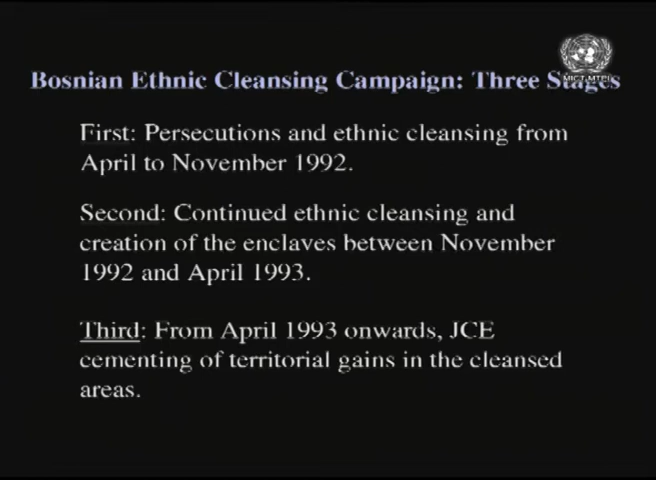 Bosnian Ethnic Cleansing Campaign: Three Stages
First: Persecutions and ethnic cleansing from
April to November 1992.
Second: Continued ethnic cleansing and
creation of the enclaves between November
1992 and April 1993.
Third: From April 1993 onwards, JCE
cementing of territorial gains in the cleansed
areas.